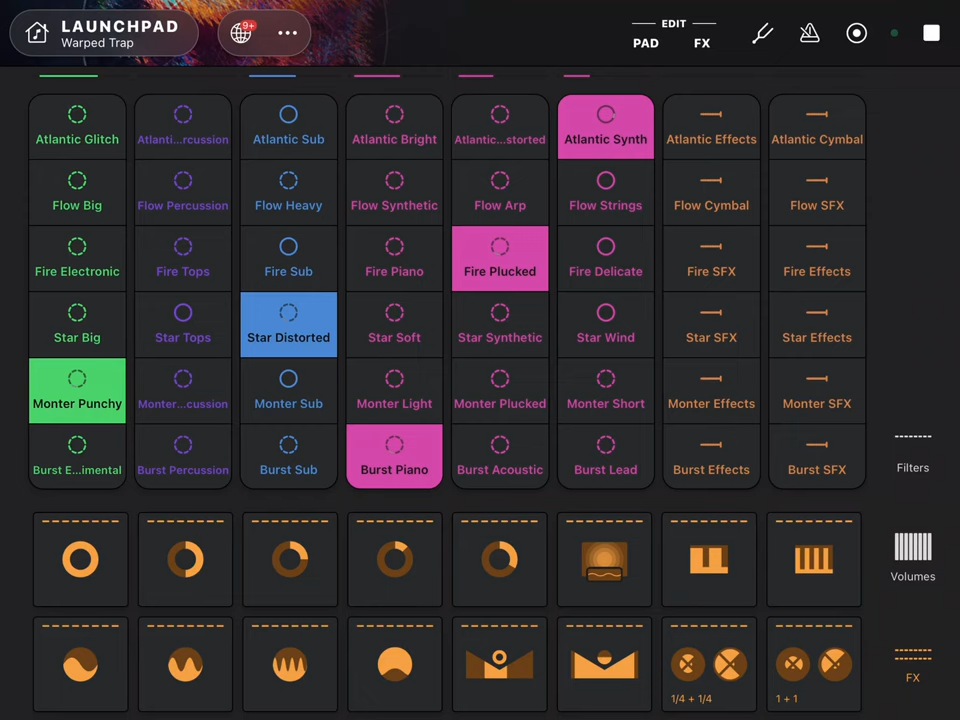 LAUNCHPAD
Warped Trap
9+
EDIT
PAD FX
Atlantic Glitch Atlanti...rcussion Atlantic Sub Atlantic Bright Atlantic...storted Atlantic Synth Atlantic Effects Atlantic Cymbal
Flow Big Flow Percussion Flow Heavy Flow Synthetic Flow Arp Flow Strings Flow Cymbal Flow SFX
Fire Electronic Fire Tops Fire Sub Fire Piano Fire Plucked Fire Delicate Fire SFX Fire Effects
Star Big Star Tops Star Distorted Star Soft Star Synthetic Star Wind Star SFX Star Effects
Monter Punchy Monter...cussion Monter Sub Monter Light Monter Plucked Monter Short Monter Effects Monter SFX
Burst E...imental Burst Percussion Burst Sub Burst Piano Burst Acoustic Burst Lead Burst Effects Burst SFX
Filters
Volumes
FX
1/4 + 1/4 1 + 1